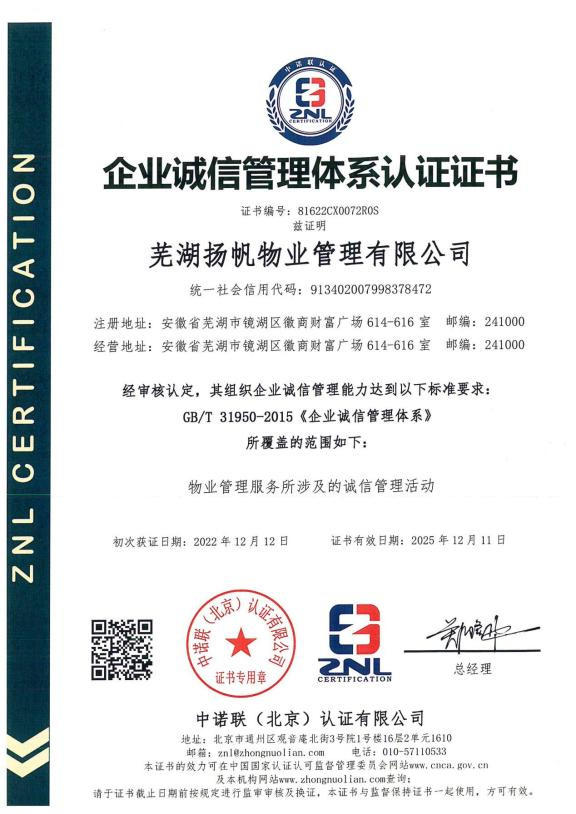 ZNL CERTIFICATION
中诺联认证
ZNL
CERTIFICATION
企业诚信管理体系认证证书
证书编号：81622CX0072R0S
兹证明
芜湖扬帆物业管理有限公司
统一社会信用代码：913402007998378472
注册地址：安徽省芜湖市镜湖区徽商财富广场 614-616 室 邮编：241000
经营地址：安徽省芜湖市镜湖区徽商财富广场 614-616 室 邮编：241000
经审核认定，其组织企业诚信管理能力达到以下标准要求：
GB/T 31950-2015《企业诚信管理体系》
所覆盖的范围如下：
物业管理服务所涉及的诚信管理活动
初次获证日期：2022 年 12 月 12 日 证书有效日期：2025 年 12 月 11 日
中诺联（北京）认证有限公司
证书专用章
ZNL
CERTIFICATION
总经理
中诺联（北京）认证有限公司
地址：北京市通州区观音庵北街3号院1号楼16层2单元1610
邮箱：znl@zhongnuolian.com 电话：010-57110533
本证书的效力可在中国国家认证认可监督管理委员会网站www.cnca.gov.cn
及本机构网站www.zhongnuolian.com查询；
请于证书截止日期前按规定进行监审审核及换证，本证书与监督保持证书一起使用，方可有效。